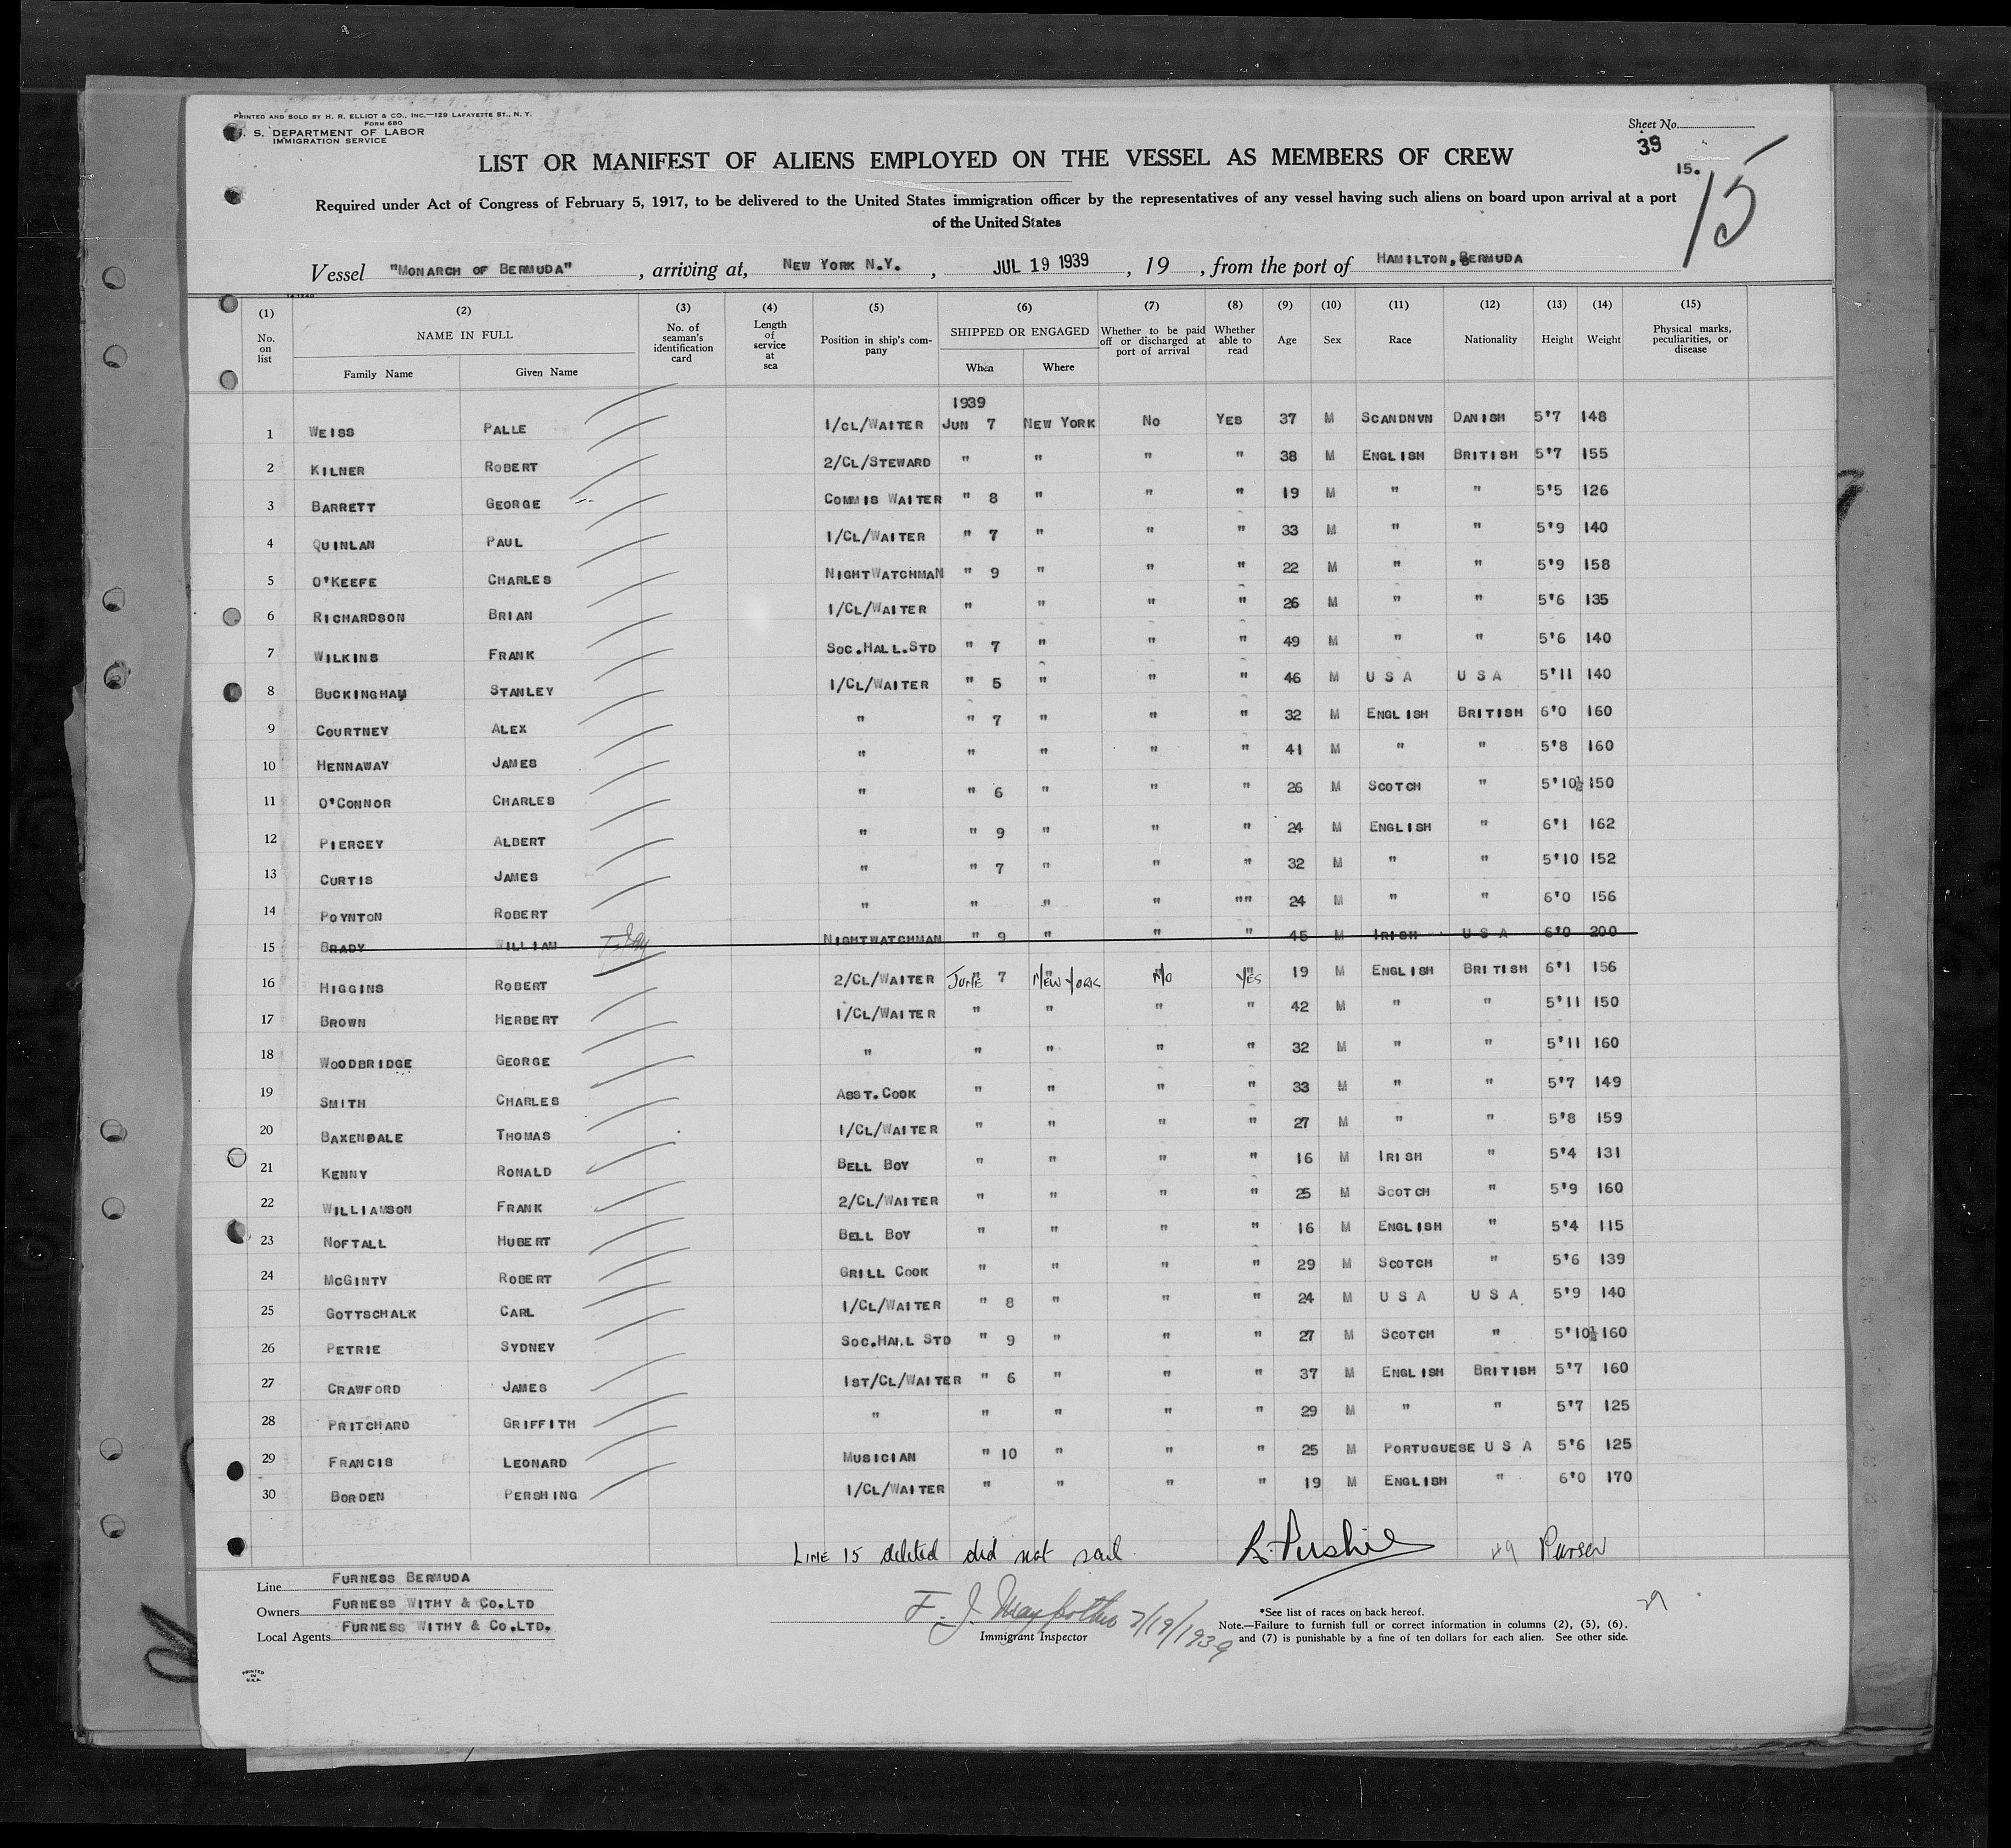 PRINTED AND SOLD BY H. R. ELLIOT & CO., INC.—129 LAFAYETTE ST., N. Y.
FORM 680
S. DEPARTMENT OF LABOR
IMMIGRATION SERVICE
Sheet No.
39
15.
15
LIST OR MANIFEST OF ALIENS EMPLOYED ON THE VESSEL AS MEMBERS OF CREW
Required under Act of Congress of February 5, 1917, to be delivered to the United States immigration officer by the representatives of any vessel having such aliens on board upon arrival at a port
of the United States
Vessel "MONARCH OF BERMUDA", arriving at, NEW YORK N.Y., JUL 19 1939, 19, from the port of HAMILTON, BERMUDA
(1) (2) (3) (4) (5) (6) (7) (8) (9) (10) (11) (12) (13) (14) (15)
No. on list NAME IN FULL No. of seaman's identification card Length of service at sea Position in ship's company SHIPPED OR ENGAGED Whether to be paid off or discharged at port of arrival Whether able to read Age Sex Race Nationality Height Weight Physical marks, peculiarities, or disease
Family Name Given Name When Where
1939
1 WEISS PALLE 1/CL/WAITER JUN 7 NEW YORK NO YES 37 M SCANDNVN DANISH 5'7 148
2 KILNER ROBERT 2/CL/STEWARD " " " " 38 M ENGLISH BRITISH 5'7 155
3 BARRETT GEORGE COMMIS WAITER " 8 " " " 19 M " " 5'5 126
4 QUINLAN PAUL 1/CL/WAITER " 7 " " " 33 M " " 5'9 140
5 O'KEEFE CHARLES NIGHTWATCHMAN " 9 " " " 22 M " " 5'9 158
6 RICHARDSON BRIAN 1/CL/WAITER " " " " 26 M " " 5'6 135
7 WILKINS FRANK SOC.HALL.STD " 7 " " " 49 M " " 5'6 140
8 BUCKINGHAM STANLEY 1/CL/WAITER " 5 " " " 46 M U S A U S A 5'11 140
9 COURTNEY ALEX " " 7 " " " 32 M ENGLISH BRITISH 6'0 160
10 HENNAWAY JAMES " " " " " 41 M " " 5'8 160
11 O'CONNOR CHARLES " " 6 " " " 26 M SCOTCH " 5'10½ 150
12 PIERCEY ALBERT " " 9 " " " 24 M ENGLISH " 6'1 162
13 CURTIS JAMES " " 7 " " " 32 M " " 5'10 152
14 POYNTON ROBERT " " " " "" 24 M " " 6'0 156
15 BRADY WILLIAM NIGHTWATCHMAN " 9 " " " 45 M IRISH U S A 6'0 200
16 HIGGINS ROBERT 2/CL/WAITER JUNE 7 NEW YORK NO YES 19 M ENGLISH BRITISH 6'1 156
17 BROWN HERBERT 1/CL/WAITER " " " " 42 M " " 5'11 150
18 WOODBRIDGE GEORGE " " " " " 32 M " " 5'11 160
19 SMITH CHARLES ASST.COOK " " " " 33 M " " 5'7 149
20 BAXENDALE THOMAS 1/CL/WAITER " " " " 27 M " " 5'8 159
21 KENNY RONALD BELL BOY " " " " 16 M IRISH " 5'4 131
22 WILLIAMSON FRANK 2/CL/WAITER " " " " 25 M SCOTCH " 5'9 160
23 NOFTALL HUBERT BELL BOY " " " " 16 M ENGLISH " 5'4 115
24 MCGINTY ROBERT GRILL COOK " " " " 29 M SCOTCH " 5'6 139
25 GOTTSCHALK CARL 1/CL/WAITER " 8 " " " 24 M U S A U S A 5'9 140
26 PETRIE SYDNEY SOC.HALL STD " 9 " " " 27 M SCOTCH " 5'10½ 160
27 CRAWFORD JAMES 1ST/CL/WAITER " 6 " " " 37 M ENGLISH BRITISH 5'7 160
28 PRITCHARD GRIFFITH " " " " " 29 M " " 5'7 125
29 FRANCIS LEONARD MUSICIAN " 10 " " " 25 M PORTUGUESE U S A 5'6 125
30 BORDEN PERSHING 1/CL/WAITER " " " " 19 M ENGLISH " 6'0 170
LINE 15 deleted did not sail. Purser
Line FURNESS BERMUDA
Owners FURNESS WITHY & CO.LTD
Local Agents FURNESS WITHY & CO.LTD.
F. J. 7/19/1939
Immigrant Inspector
*See list of races on back hereof.
Note.—Failure to furnish full or correct information in columns (2), (5), (6),
and (7) is punishable by a fine of ten dollars for each alien. See other side.
PRINTED
IN
U.S.A.